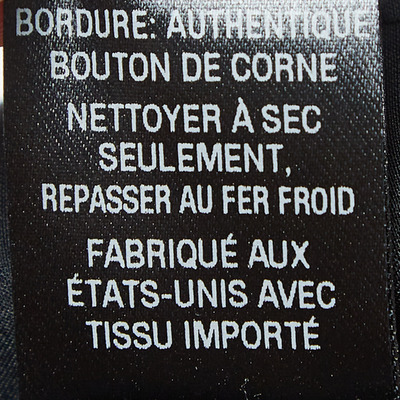 BORDURE: AUTHENTIQUE
BOUTON DE CORNE
NETTOYER À SEC
SEULEMENT,
REPASSER AU FER FROID
FABRIQUÉ AUX
ÉTATS-UNIS AVEC
TISSU IMPORTÉ